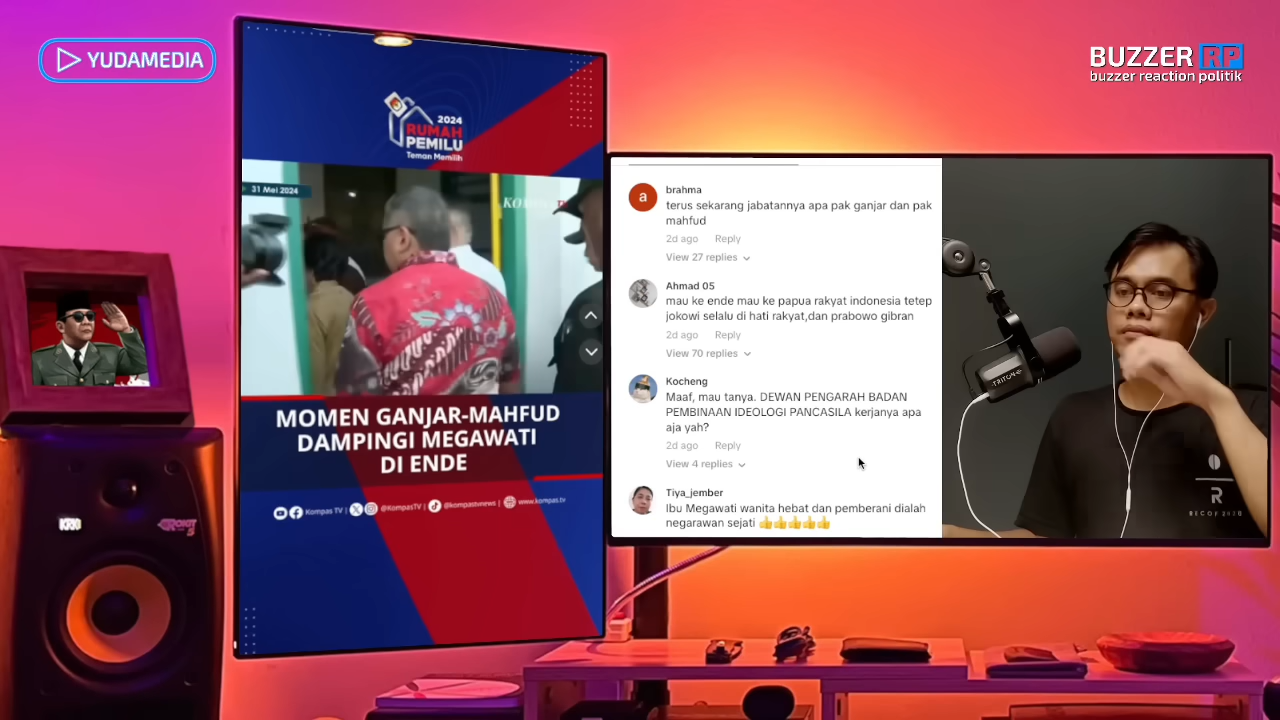 YUDAMEDIA
BUZZER RP
buzzer reaction politik
2024
RUMAH
PEMILU
Teman Memilih
31 Mei 2024
MOMEN GANJAR-MAHFUD
DAMPINGI MEGAWATI
DI ENDE
Kompas TV | @KompasTV | @kompastvnews | www.kompas.tv
a
brahma
terus sekarang jabatannya apa pak ganjar dan pak
mahfud
2d ago Reply
View 27 replies
Ahmad 05
mau ke ende mau ke papua rakyat indonesia tetep
jokowi selalu di hati rakyat,dan prabowo gibran
2d ago Reply
View 70 replies
Kocheng
Maaf, mau tanya. DEWAN PENGARAH BADAN
PEMBINAAN IDEOLOGI PANCASILA kerjanya apa
aja yah?
2d ago Reply
View 4 replies
Tiya_jember
Ibu Megawati wanita hebat dan pemberani dialah
negarawan sejati 👍👍👍👍👍
KRK
ROKIT
5
TRITON
R